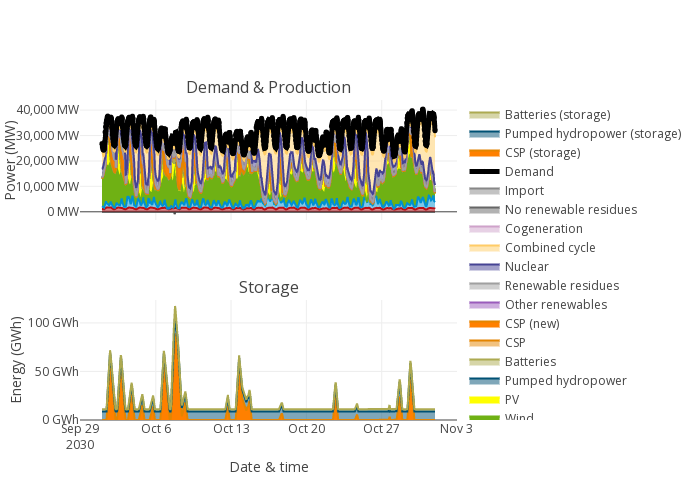 Demand & Production
40,000 MW
30,000 MW
20,000 MW
10,000 MW
0 MW
Power (MW)
Storage
100 GWh
50 GWh
0 GWh
Energy (GWh)
Sep 29
2030
Oct 6
Oct 13
Oct 20
Oct 27
Nov 3
Date & time
Batteries (storage)
Pumped hydropower (storage)
CSP (storage)
Demand
Import
No renewable residues
Cogeneration
Combined cycle
Nuclear
Renewable residues
Other renewables
CSP (new)
CSP
Batteries
Pumped hydropower
PV
Wind